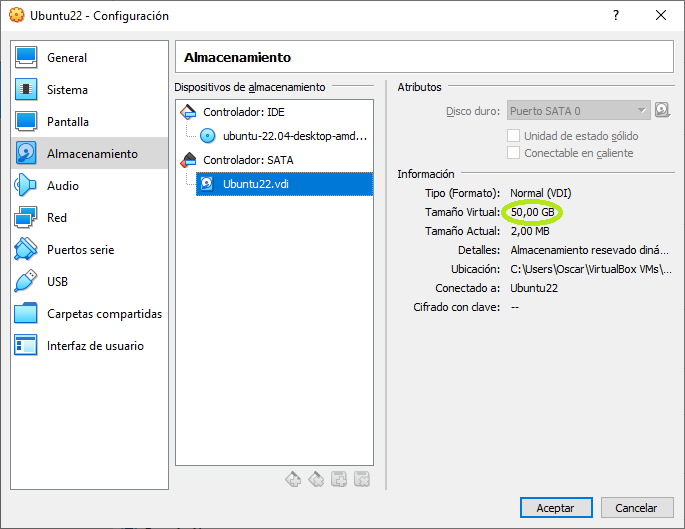 Ubuntu22 - Configuración
General
Sistema
Pantalla
Almacenamiento
Audio
Red
Puertos serie
USB
Carpetas compartidas
Interfaz de usuario
Almacenamiento
Dispositivos de almacenamiento
Controlador: IDE
ubuntu-22.04-desktop-amd...
Controlador: SATA
Ubuntu22.vdi
Atributos
Disco duro: Puerto SATA 0
Unidad de estado sólido
Conectable en caliente
Información
Tipo (Formato): Normal (VDI)
Tamaño Virtual: 50,00 GB
Tamaño Actual: 2,00 MB
Detalles: Almacenamiento resevado diná...
Ubicación: C:\Users\Oscar\VirtualBox VMs\...
Conectado a: Ubuntu22
Cifrado con clave: --
Aceptar Cancelar